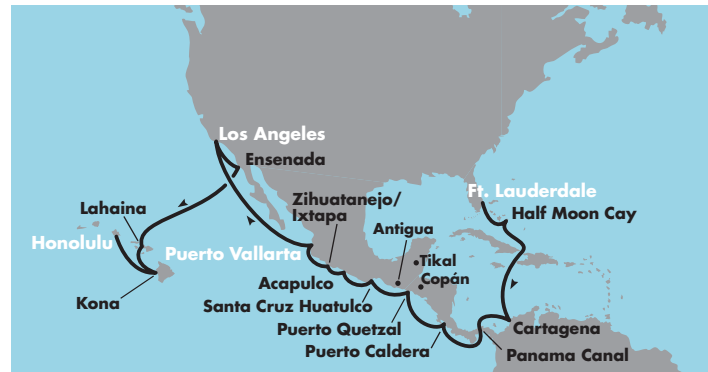 Los Angeles
Ensenada
Zihuatanejo/
Ixtapa
Ft. Lauderdale
Half Moon Cay
Lahaina
Antigua
Honolulu
Puerto Vallarta
Tikal
Copán
Acapulco
Kona
Santa Cruz Huatulco
Puerto Quetzal
Cartagena
Puerto Caldera
Panama Canal